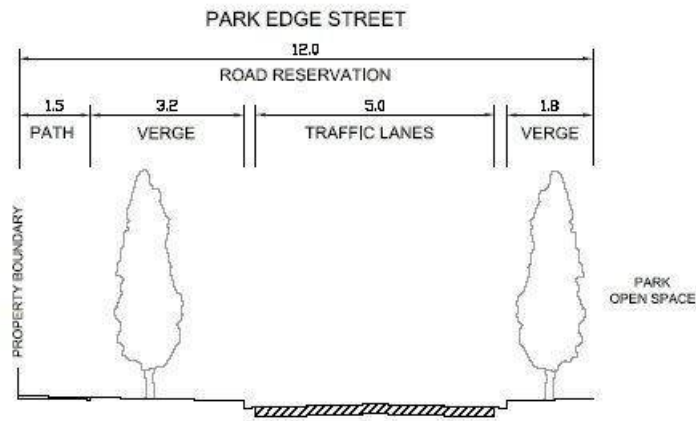 PARK EDGE STREET
12.0
ROAD RESERVATION
1.5 3.2 5.0 1.8
PATH VERGE TRAFFIC LANES VERGE
PROPERTY BOUNDARY
PARK
OPEN SPACE